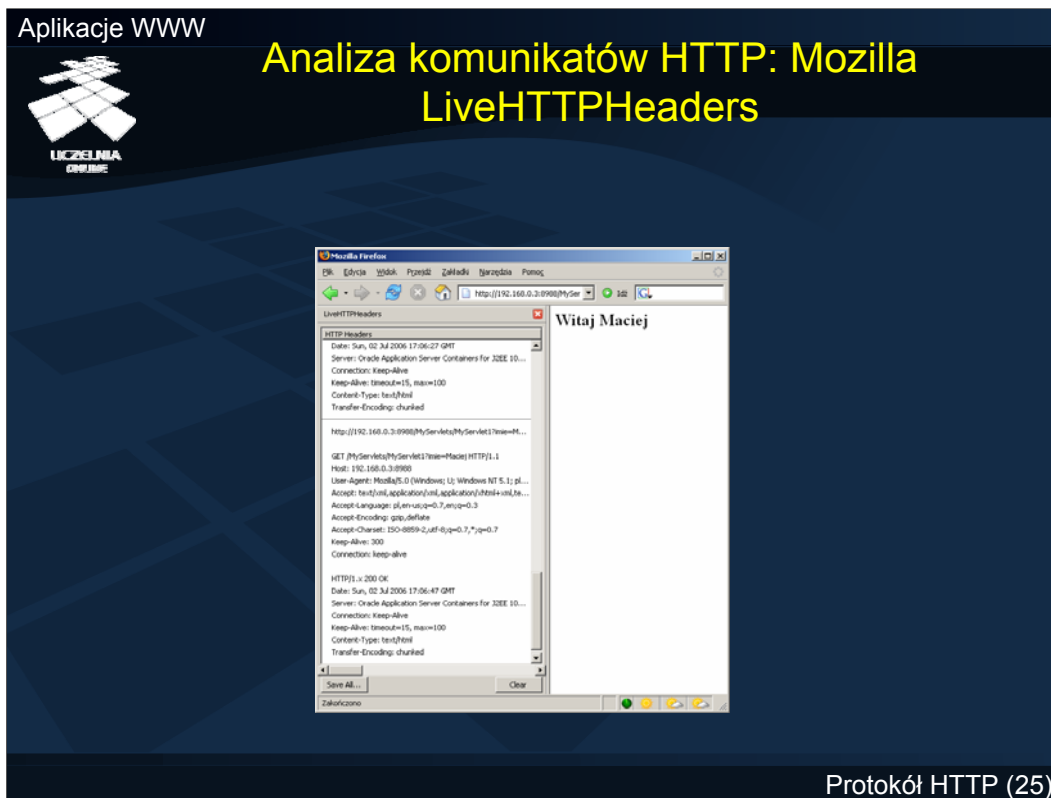 Aplikacje WWW
Analiza komunikatów HTTP: Mozilla
LiveHTTPHeaders
UCZELNIA
ONLINE
Mozilla Firefox
Plik Edycja Widok Przejdź Zakładki Narzędzia Pomoc
http://192.168.0.3:8988/MySer
Idź
LiveHTTPHeaders
HTTP Headers
Date: Sun, 02 Jul 2006 17:06:27 GMT
Server: Oracle Application Server Containers for J2EE 10...
Connection: Keep-Alive
Keep-Alive: timeout=15, max=100
Content-Type: text/html
Transfer-Encoding: chunked
http://192.168.0.3:8988/MyServlets/MyServlet1?imie=M...
GET /MyServlets/MyServlet1?imie=Maciej HTTP/1.1
Host: 192.168.0.3:8988
User-Agent: Mozilla/5.0 (Windows; U; Windows NT 5.1; pl...
Accept: text/xml,application/xml,application/xhtml+xml,te...
Accept-Language: pl,en-us;q=0.7,en;q=0.3
Accept-Encoding: gzip,deflate
Accept-Charset: ISO-8859-2,utf-8;q=0.7,*;q=0.7
Keep-Alive: 300
Connection: keep-alive
HTTP/1.x 200 OK
Date: Sun, 02 Jul 2006 17:06:47 GMT
Server: Oracle Application Server Containers for J2EE 10...
Connection: Keep-Alive
Keep-Alive: timeout=15, max=100
Content-Type: text/html
Transfer-Encoding: chunked
Save All...
Clear
Zakończono
Witaj Maciej
Protokół HTTP (25)